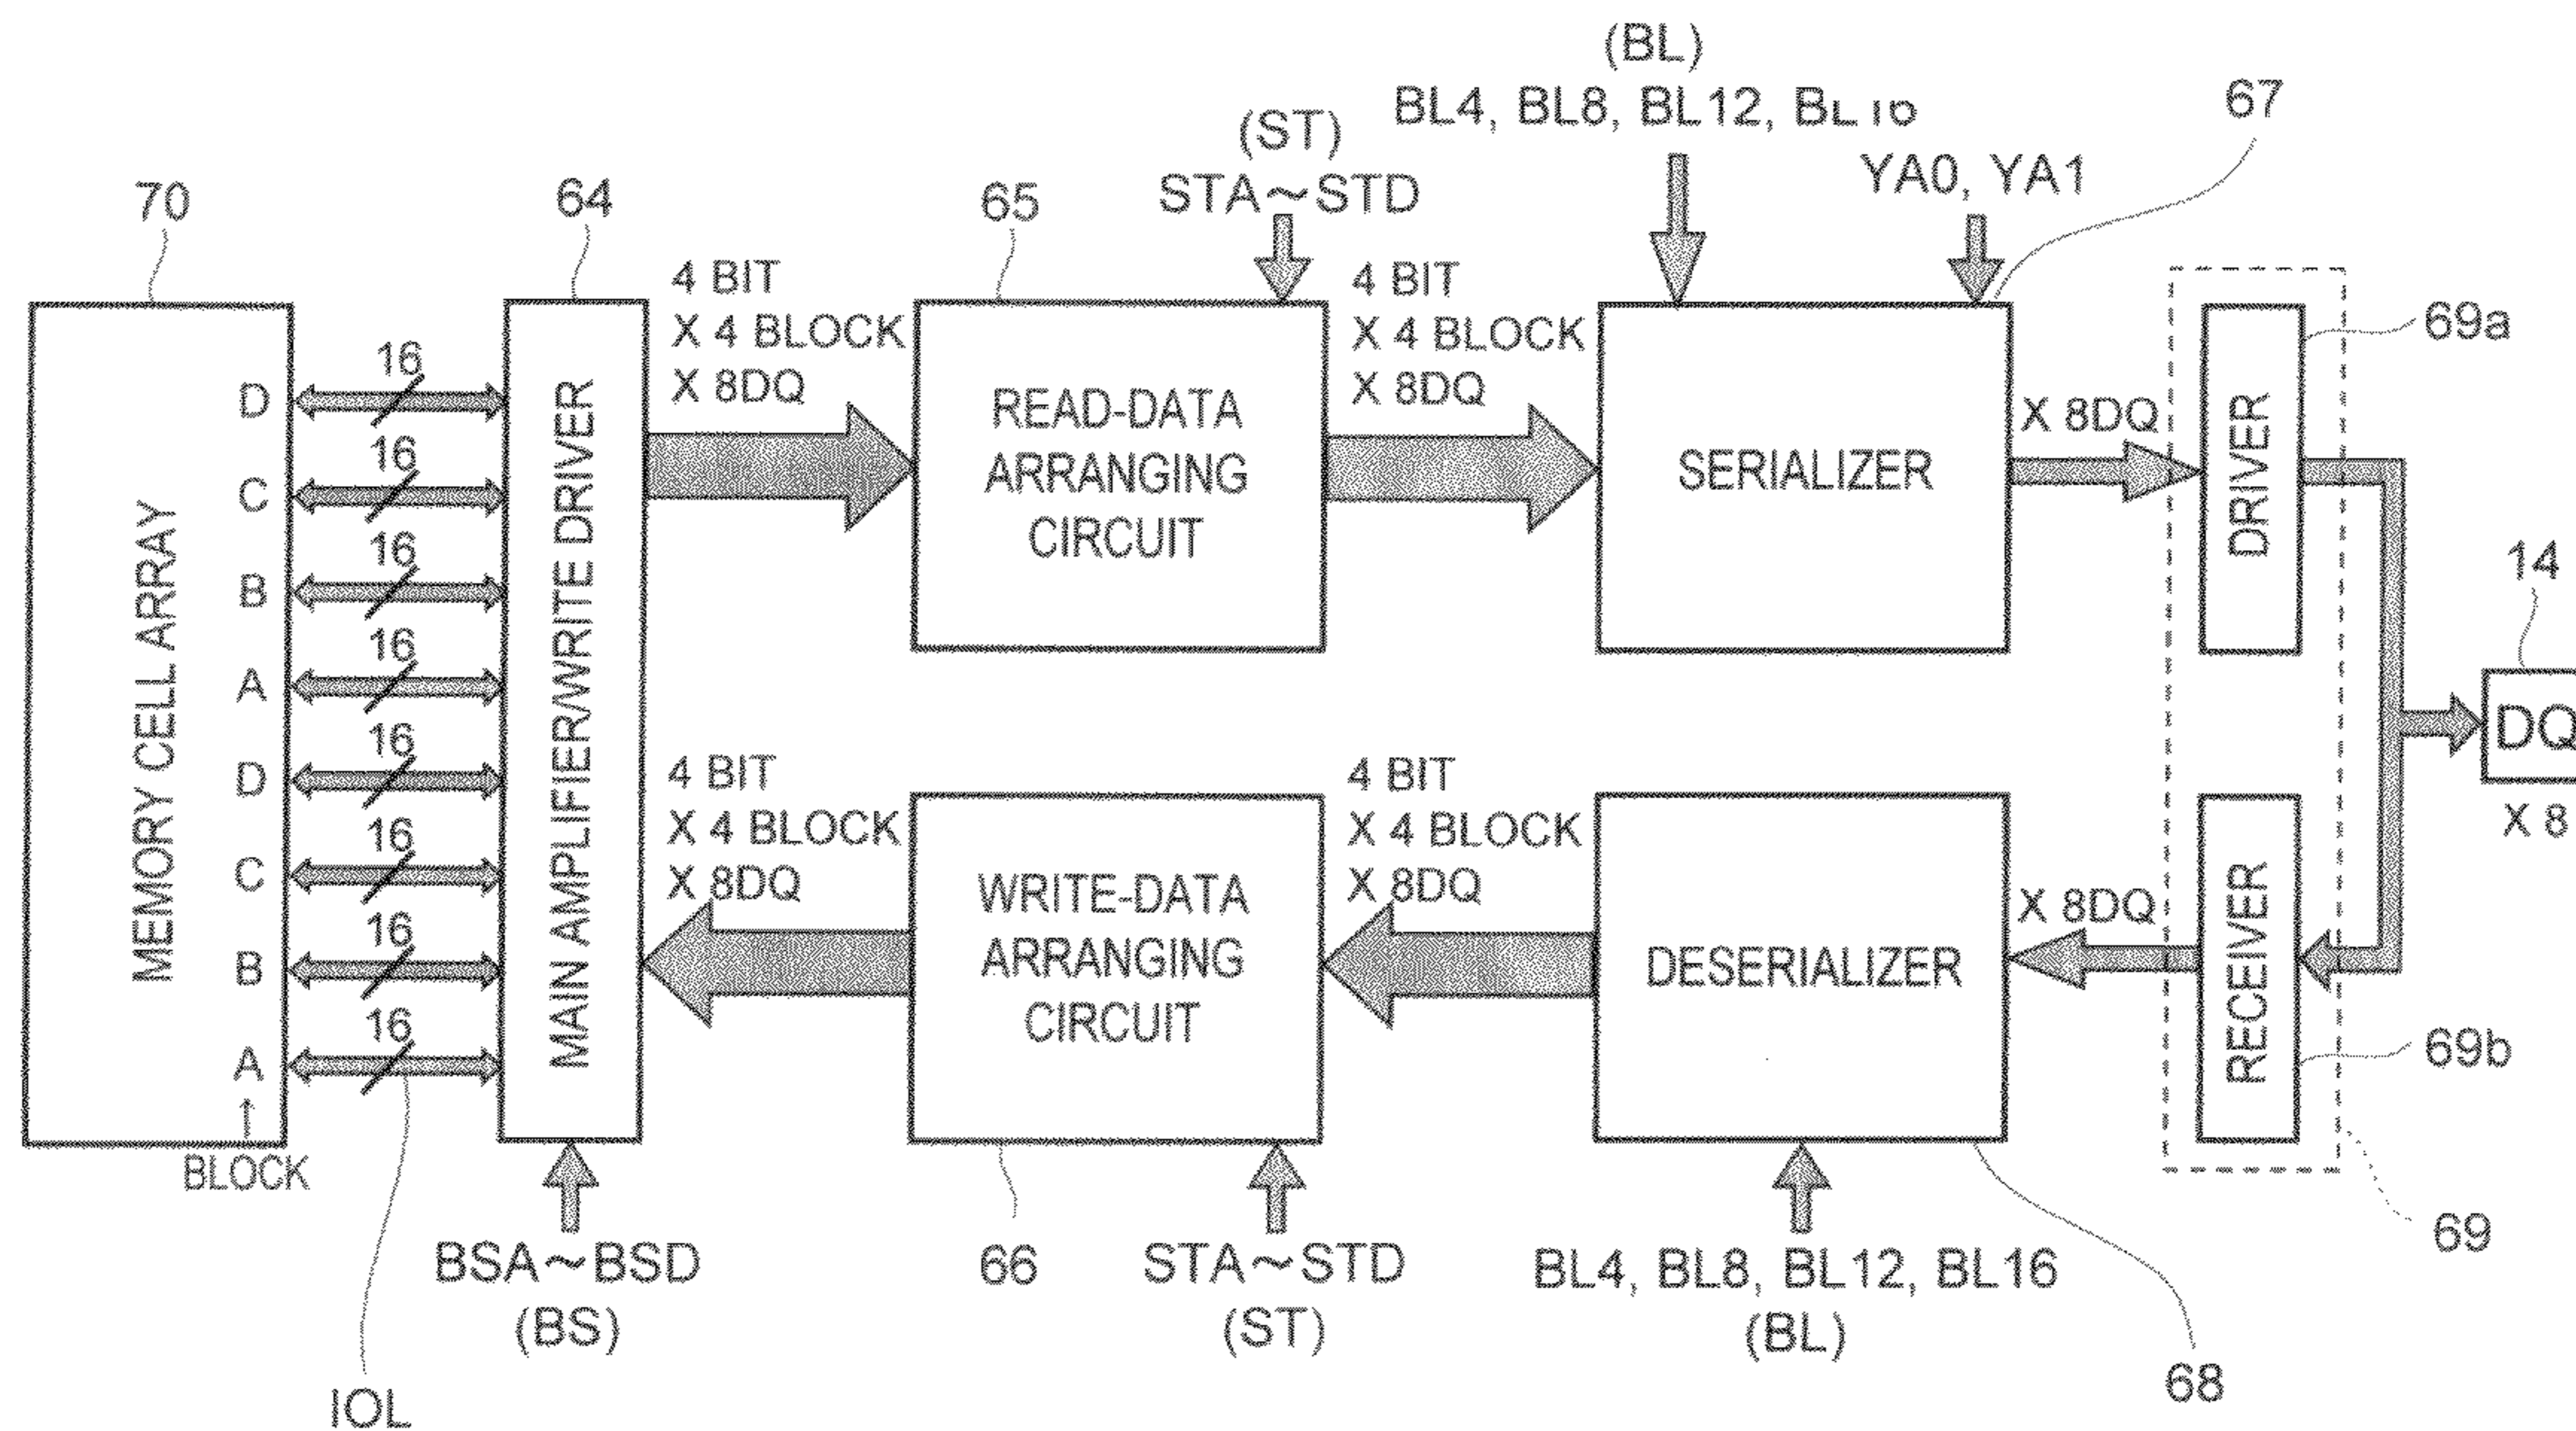 (BL)
BL4, BL8, BL12, BL16
67
(ST)
STA～STD
YA0, YA1
70
64
65
4 BIT
X 4 BLOCK
X 8DQ
4 BIT
X 4 BLOCK
X 8DQ
69a
D
16
C
16
B
16
A
16
D
16
C
16
B
16
A
16
MEMORY CELL ARRAY
MAIN AMPLIFIER/WRITE DRIVER
READ-DATA
ARRANGING
CIRCUIT
SERIALIZER
X 8DQ
DRIVER
14
DQ
X 8
4 BIT
X 4 BLOCK
X 8DQ
WRITE-DATA
ARRANGING
CIRCUIT
4 BIT
X 4 BLOCK
X 8DQ
DESERIALIZER
X 8DQ
RECEIVER
69b
↑
BLOCK
BSA～BSD
(BS)
66
STA～STD
(ST)
BL4, BL8, BL12, BL16
(BL)
69
68
IOL